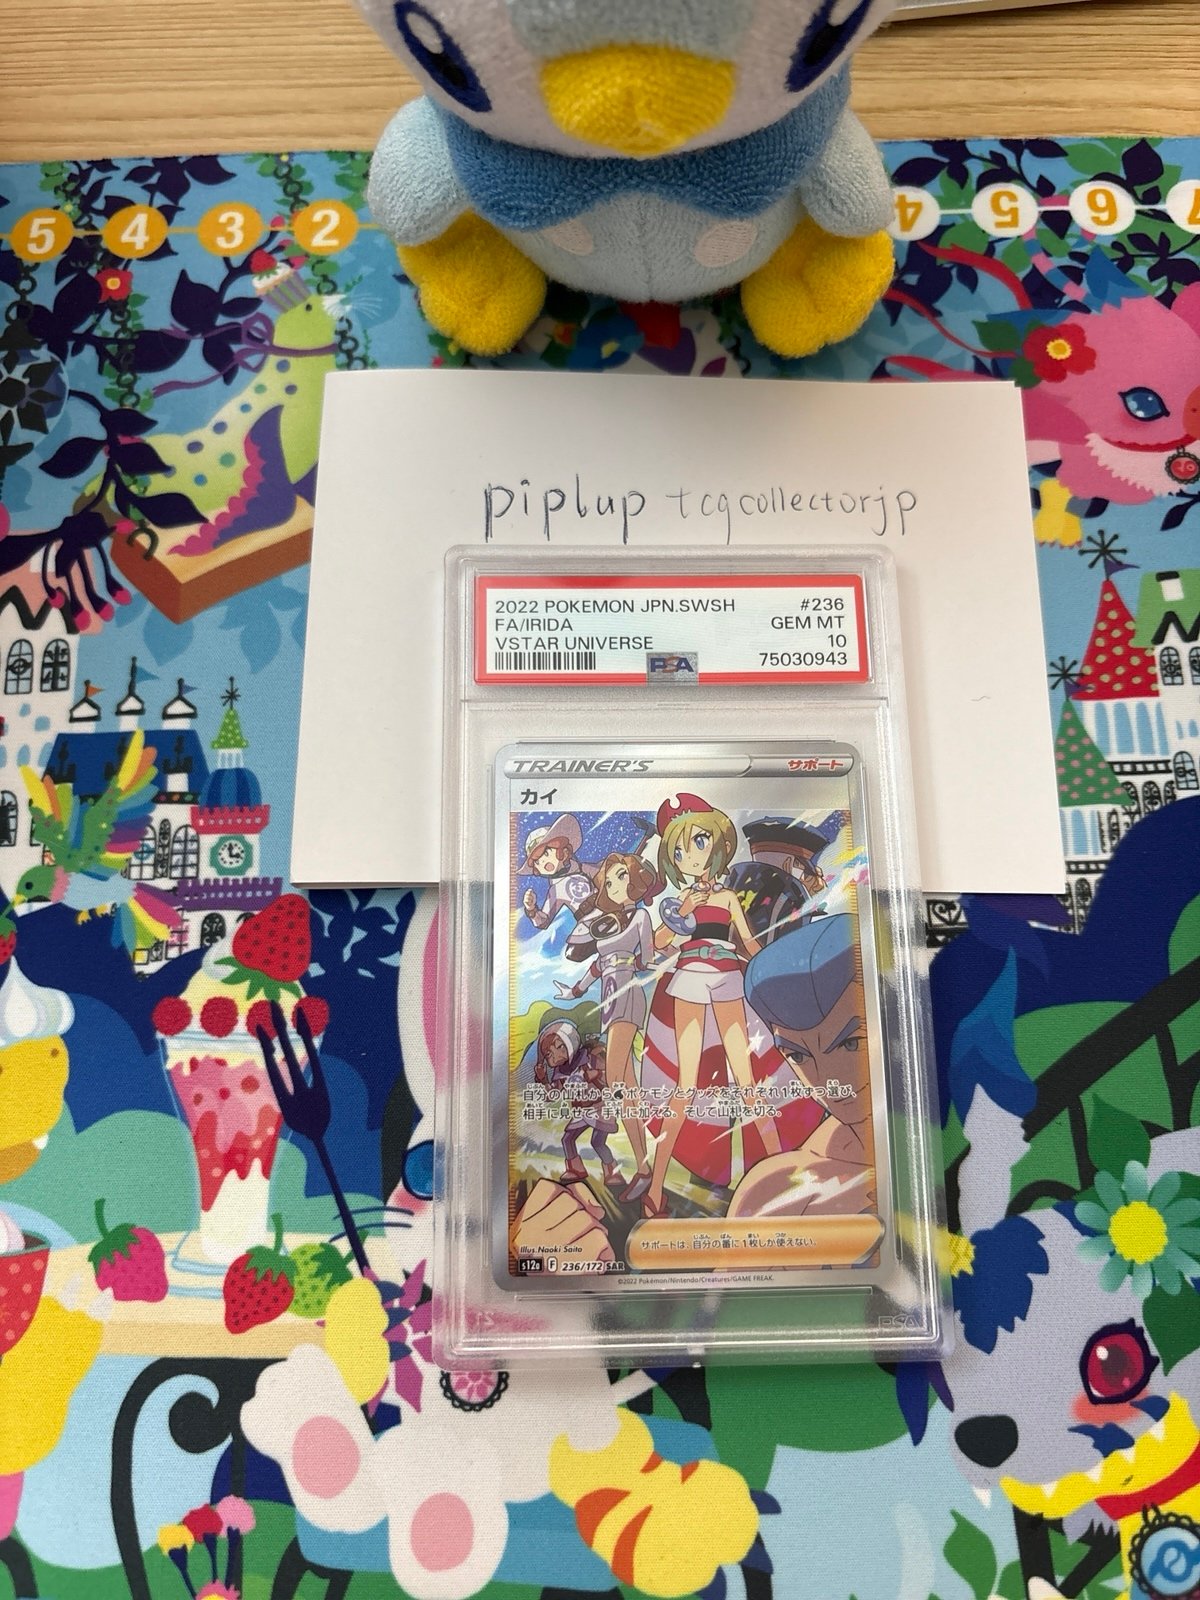 5 4 3 2
4 5 6 7
piplup tcgcollectorjp
2022 POKEMON JPN.SWSH #236
FA/IRIDA GEM MT
VSTAR UNIVERSE 10
PSA 75030943
TRAINER'S サポート
カイ
自分の山札からポケモンとグッズをそれぞれ1枚ずつ選び、
相手に見せて、手札に加える。そして山札を切る。
サポートは、自分の番に1枚しか使えない。
Illus. Naoki Saito
s12a F 236/172 SAR
©2022 Pokémon/Nintendo/Creatures/GAME FREAK.
PSA